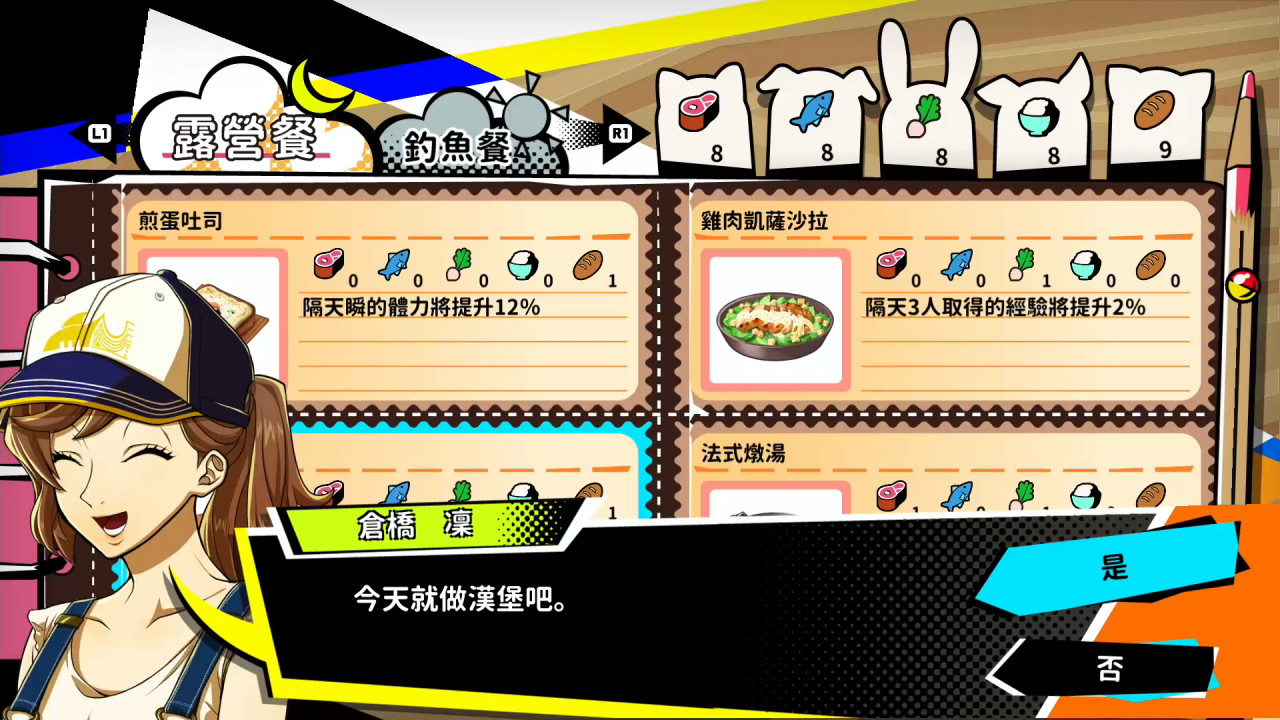 L1
露營餐
釣魚餐
R1
8
8
8
8
9
煎蛋吐司
0
0
0
0
1
隔天瞬的體力將提升12%
雞肉凱薩沙拉
0
0
1
0
0
隔天3人取得的經驗將提升2%
1
法式燉湯
倉橋 凜
今天就做漢堡吧。
是
否